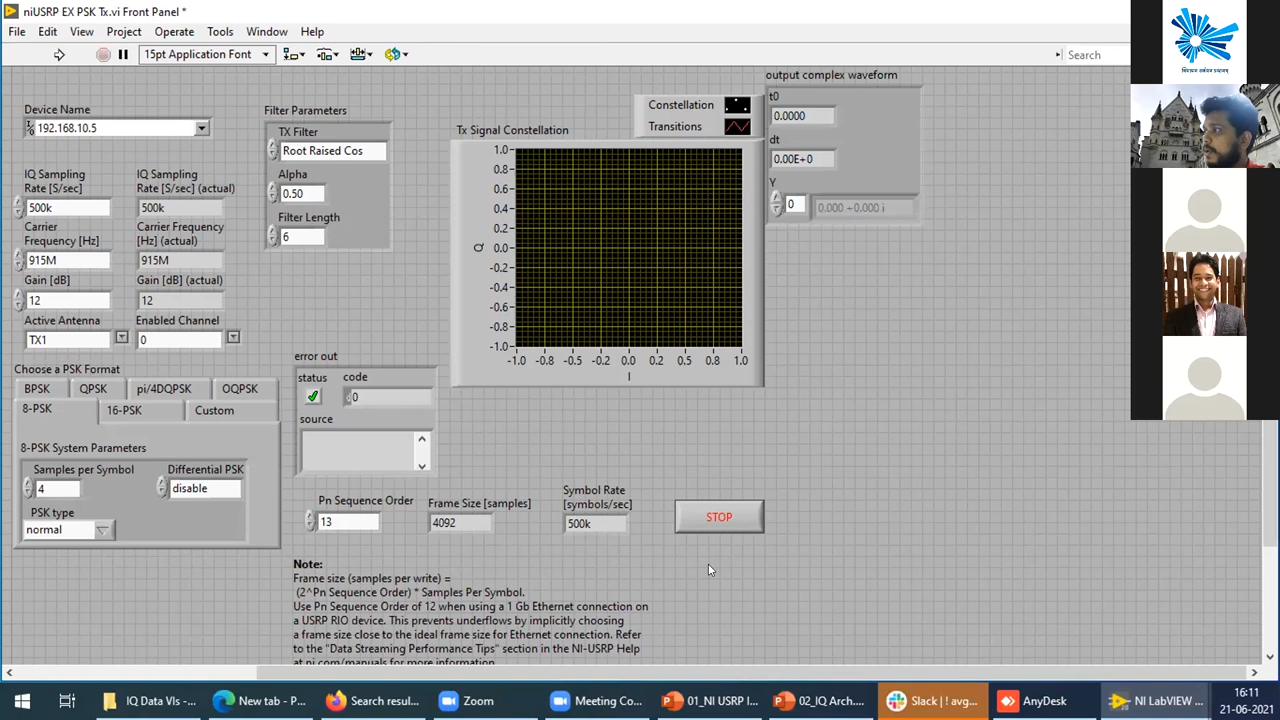 niUSRP EX PSK Tx.vi Front Panel *
File Edit View Project Operate Tools Window Help
15pt Application Font
Search
Device Name
192.168.10.5
IQ Sampling
Rate [S/sec]
500k
IQ Sampling
Rate [S/sec] (actual)
500k
Carrier
Frequency [Hz]
915M
Carrier Frequency
[Hz] (actual)
915M
Gain [dB]
12
Gain [dB] (actual)
12
Active Antenna
TX1
Enabled Channel
0
Filter Parameters
TX Filter
Root Raised Cos
Alpha
0.50
Filter Length
6
Constellation
Transitions
Tx Signal Constellation
1.0
0.8
0.6
0.4
0.2
0.0
-0.2
-0.4
-0.6
-0.8
-1.0
Q
-1.0 -0.8 -0.5 -0.2 0.0 0.2 0.5 0.8 1.0
I
output complex waveform
t0
0.0000
dt
0.00E+0
Y
0
0.000 +0.000 i
Choose a PSK Format
BPSK QPSK pi/4DQPSK OQPSK
8-PSK 16-PSK Custom
8-PSK System Parameters
Samples per Symbol
4
Differential PSK
disable
PSK type
normal
error out
status code
0
source
Pn Sequence Order
13
Frame Size [samples]
4092
Symbol Rate
[symbols/sec]
500k
STOP
Note:
Frame size (samples per write) =
(2^Pn Sequence Order) * Samples Per Symbol.
Use Pn Sequence Order of 12 when using a 1 Gb Ethernet connection on
a USRP RIO device. This prevents underflows by implicitly choosing
a frame size close to the ideal frame size for Ethernet connection. Refer
to the "Data Streaming Performance Tips" section in the NI-USRP Help
at ni.com/manuals for more information.
IQ Data VIs -...
New tab - P...
Search resul...
Zoom
Meeting Co...
01_NI USRP I...
02_IQ Arch....
Slack | ! avg...
AnyDesk
NI LabVIEW ...
16:11
21-06-2021